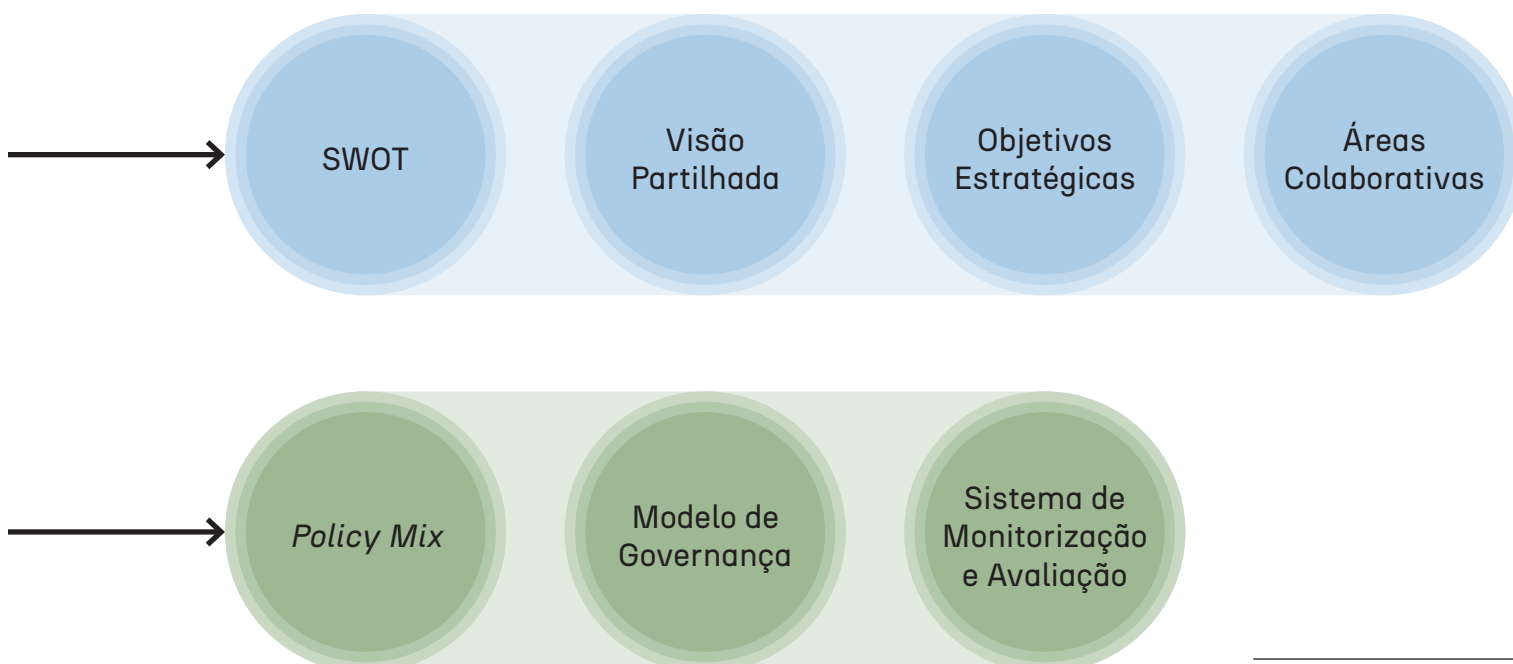 SWOT
Visão
Partilhada
Objetivos
Estratégicas
Áreas
Colaborativas
Policy Mix
Modelo de
Governança
Sistema de
Monitorização
e Avaliação